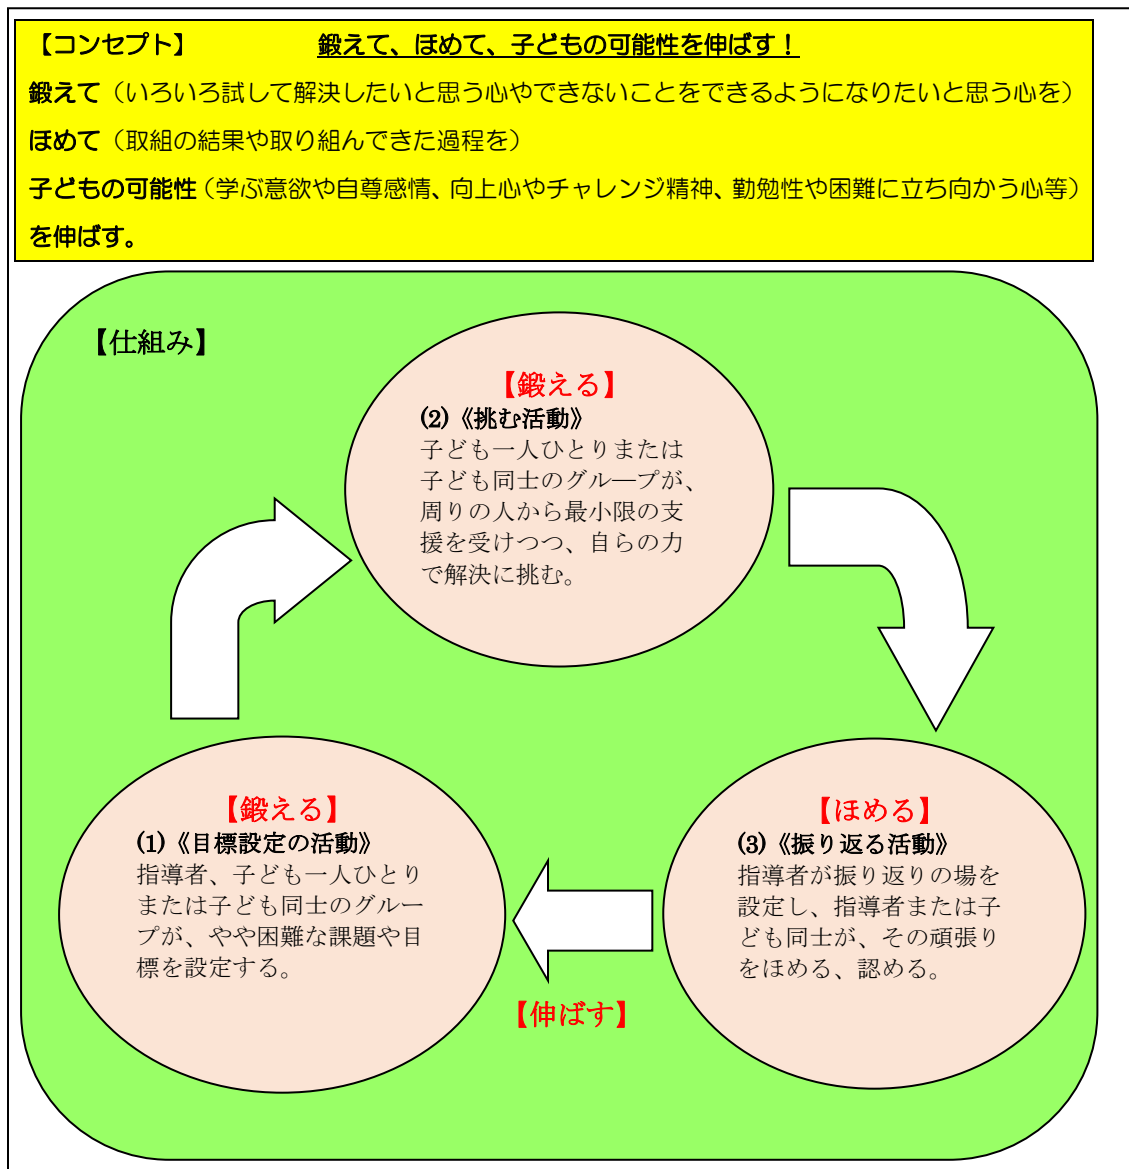 【コンセプト】 鍛えて、ほめて、子どもの可能性を伸ばす！
鍛えて（いろいろ試して解決したいと思う心やできないことをできるようになりたいと思う心を）
ほめて（取組の結果や取り組んできた過程を）
子どもの可能性（学ぶ意欲や自尊感情、向上心やチャレンジ精神、勤勉性や困難に立ち向かう心等）
を伸ばす。
【仕組み】
【鍛える】
(2)《挑む活動》
子ども一人ひとりまたは
子ども同士のグル―プが、
周りの人から最小限の支
援を受けつつ、自らの力
で解決に挑む。
【鍛える】
(1)《目標設定の活動》
指導者、子ども一人ひとり
または子ども同士のグルー
プが、やや困難な課題や目
標を設定する。
【ほめる】
(3)《振り返る活動》
指導者が振り返りの場を
設定し、指導者または子
ども同士が、その頑張り
をほめる、認める。
【伸ばす】